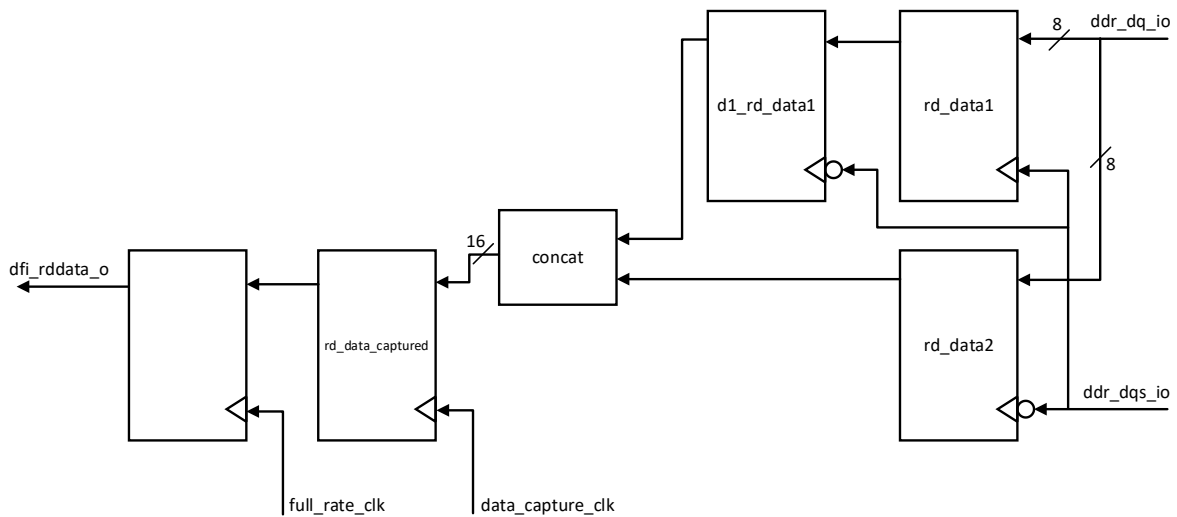 8
ddr_dq_io
d1_rd_data1
rd_data1
8
16
concat
dfi_rddata_o
rd_data_captured
rd_data2
ddr_dqs_io
full_rate_clk
data_capture_clk